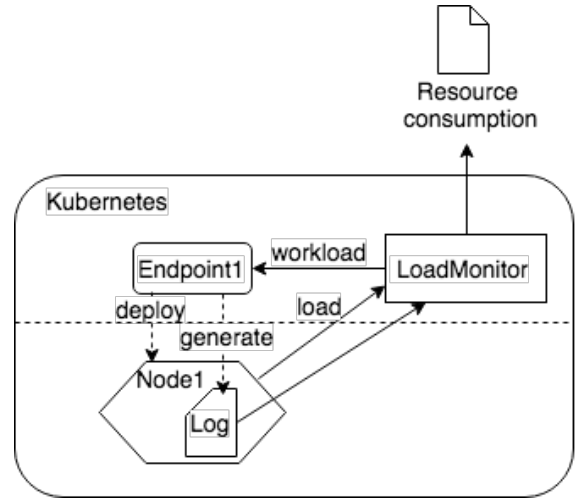 Resource
consumption
Kubernetes
workload
Endpoint1
LoadMonitor
deploy
load
generate
Node1
Log